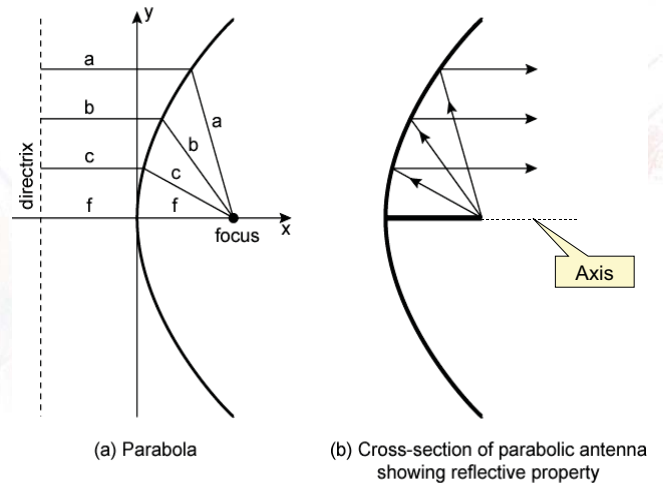 y
a
a
b
b
c
c
directrix
f
f
focus
x
(a) Parabola
Axis
(b) Cross-section of parabolic antenna
showing reflective property